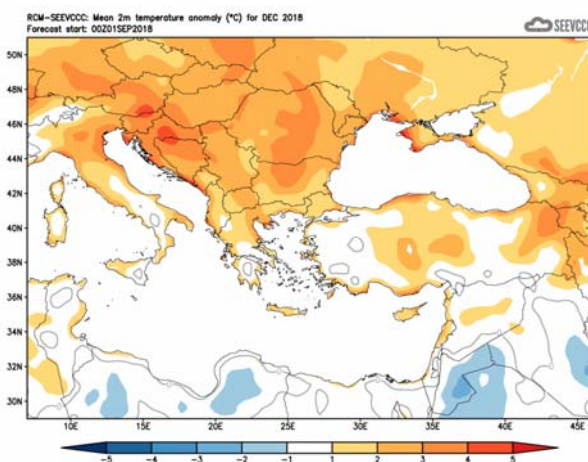 RCM-SEEVCCC: Mean 2m temperature anomaly (°C) for DEC 2018
Forecast start: 00Z01SEP2018
SEEVCCC
50N
48N
46N
44N
42N
40N
38N
36N
34N
32N
30N
10E 15E 20E 25E 30E 35E 40E 45E
-5 -4 -3 -2 -1 1 2 3 4 5